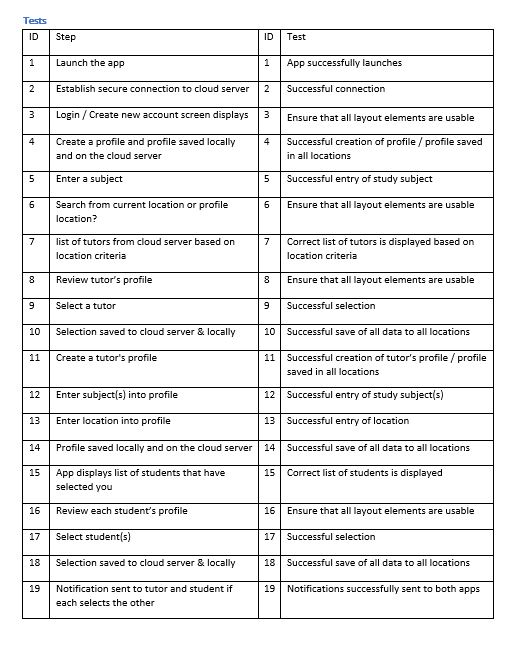 Tests
ID Step ID Test
1 Launch the app 1 App successfully launches
2 Establish secure connection to cloud server 2 Successful connection
3 Login / Create new account screen displays 3 Ensure that all layout elements are usable
4 Create a profile and profile saved locally 4 Successful creation of profile / profile saved
and on the cloud server in all locations
5 Enter a subject 5 Successful entry of study subject
6 Search from current location or profile 6 Ensure that all layout elements are usable
location?
7 list of tutors from cloud server based on 7 Correct list of tutors is displayed based on
location criteria location criteria
8 Review tutor's profile 8 Ensure that all layout elements are usable
9 Select a tutor 9 Successful selection
10 Selection saved to cloud server & locally 10 Successful save of all data to all locations
11 Create a tutor's profile 11 Successful creation of tutor's profile / profile
saved in all locations
12 Enter subject(s) into profile 12 Successful entry of study subject(s)
13 Enter location into profile 13 Successful entry of location
14 Profile saved locally and on the cloud server 14 Successful save of all data to all locations
15 App displays list of students that have 15 Correct list of students is displayed
selected you
16 Review each student's profile 16 Ensure that all layout elements are usable
17 Select student(s) 17 Successful selection
18 Selection saved to cloud server & locally 18 Successful save of all data to all locations
19 Notification sent to tutor and student if 19 Notifications successfully sent to both apps
each selects the other